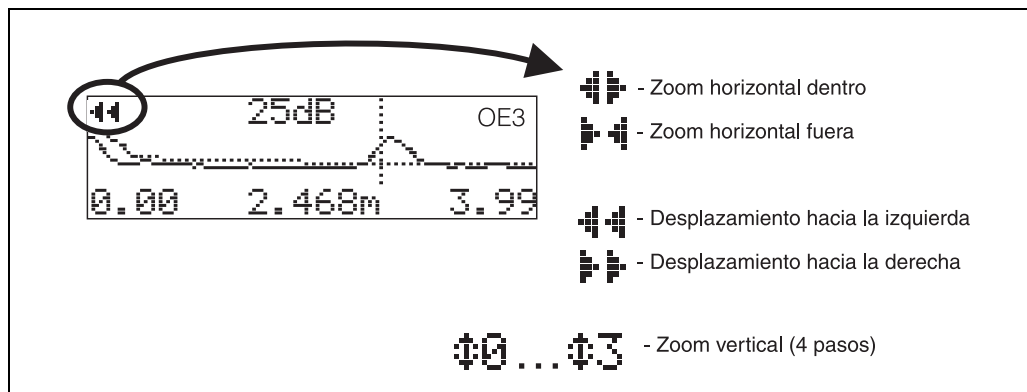 25dB OE3
0.00 2.468m 3.99
- Zoom horizontal dentro
- Zoom horizontal fuera
- Desplazamiento hacia la izquierda
- Desplazamiento hacia la derecha
0...3 - Zoom vertical (4 pasos)